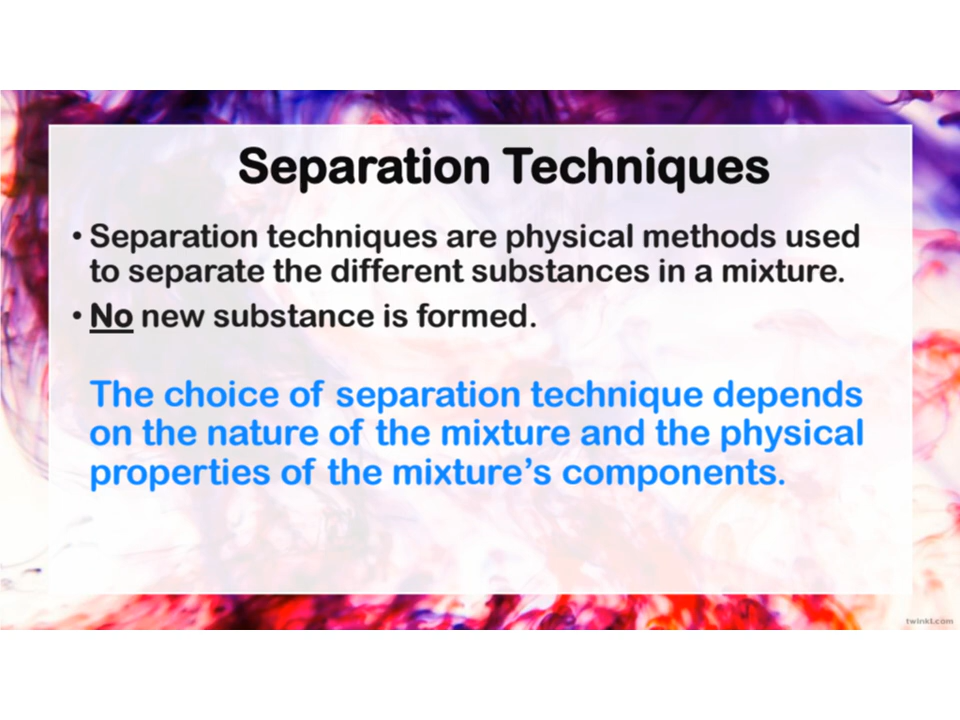 Separation Techniques
• Separation techniques are physical methods used
to separate the different substances in a mixture.
• No new substance is formed.
The choice of separation technique depends
on the nature of the mixture and the physical
properties of the mixture’s components.
twinkl.com